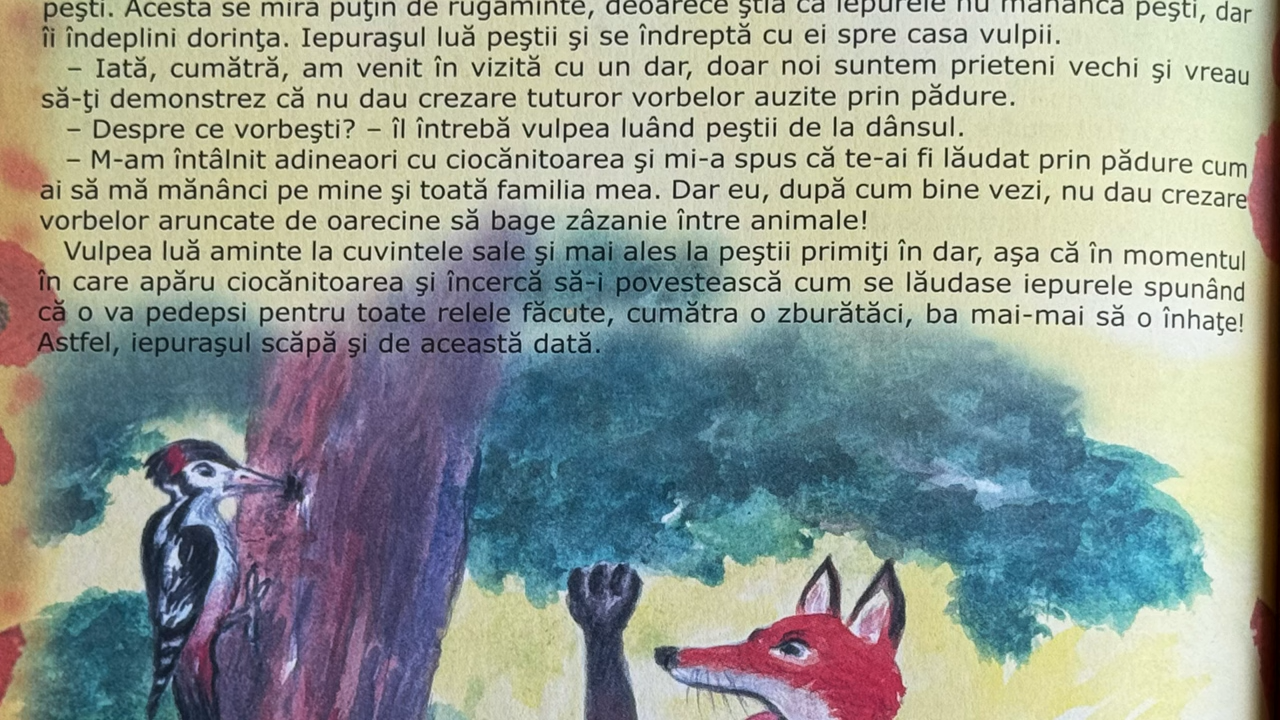 peşti. Acesta se miră puţin de rugăminte, deoarece ştia că iepurele nu mănâncă peşti, dar
îi îndeplini dorinţa. Iepuraşul luă peştii şi se îndreptă cu ei spre casa vulpii.
– Iată, cumătră, am venit în vizită cu un dar, doar noi suntem prieteni vechi şi vreau
să-ţi demonstrez că nu dau crezare tuturor vorbelor auzite prin pădure.
– Despre ce vorbeşti? – îl întrebă vulpea luând peştii de la dânsul.
– M-am întâlnit adineaori cu ciocănitoarea şi mi-a spus că te-ai fi lăudat prin pădure cum
ai să mă mănânci pe mine şi toată familia mea. Dar eu, după cum bine vezi, nu dau crezare
vorbelor aruncate de oarecine să bage zâzanie între animale!
Vulpea luă aminte la cuvintele sale şi mai ales la peştii primiţi în dar, aşa că în momentul
în care apăru ciocănitoarea şi încercă să-i povestească cum se lăudase iepurele spunând
că o va pedepsi pentru toate relele făcute, cumătra o zburătăci, ba mai-mai să o înhaţe!
Astfel, iepuraşul scăpă şi de această dată.